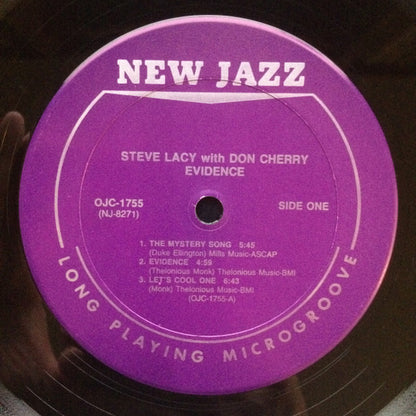 NEW JAZZ
STEVE LACY with DON CHERRY
EVIDENCE
OJC-1755
(NJ-8271)
SIDE ONE
1. THE MYSTERY SONG 5:45
(Duke Ellington) Mills Music-ASCAP
2. EVIDENCE 4:59
(Thelonious Monk) Thelonious Music-BMI
3. LET'S COOL ONE 6:43
(Monk) Thelonious Music-BMI
(OJC-1755-A)
LONG PLAYING MICROGROOVE